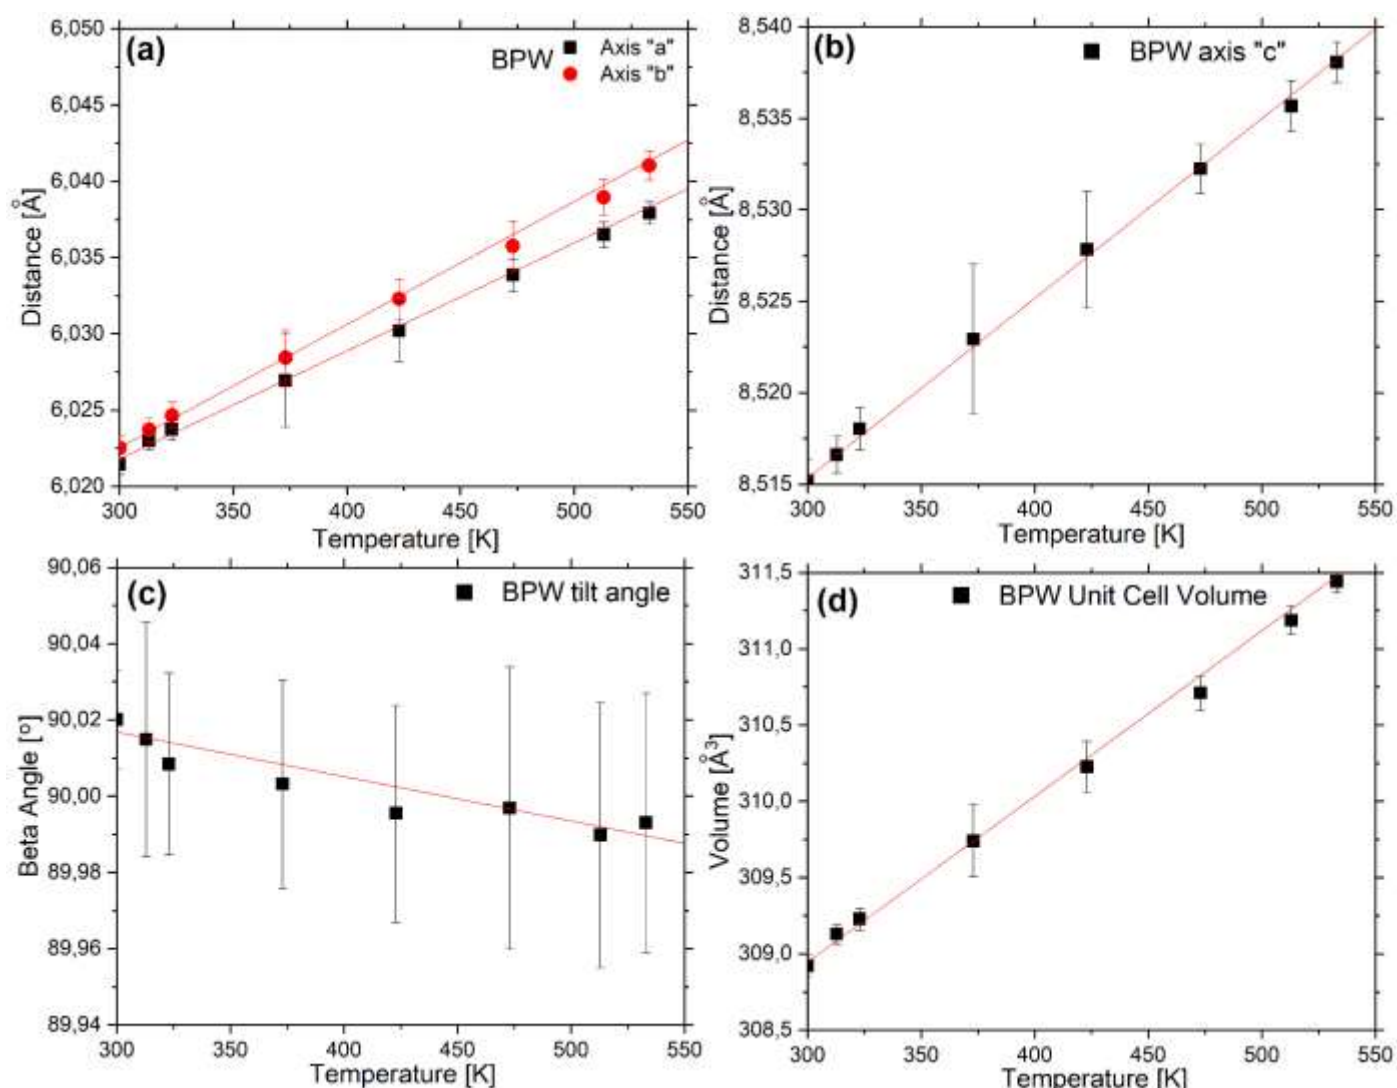 (a)
BPW
Axis "a"
Axis "b"
6,050
6,045
6,040
6,035
6,030
6,025
6,020
Distance [Å]
300
350
400
450
500
550
Temperature [K]
(b)
BPW axis "c"
8,540
8,535
8,530
8,525
8,520
8,515
Distance [Å]
300
350
400
450
500
550
Temperature [K]
(c)
BPW tilt angle
90,06
90,04
90,02
90,00
89,98
89,96
89,94
Beta Angle [º]
300
350
400
450
500
550
Temperature [K]
(d)
BPW Unit Cell Volume
311,5
311,0
310,5
310,0
309,5
309,0
308,5
Volume [Å³]
300
350
400
450
500
550
Temperature [K]